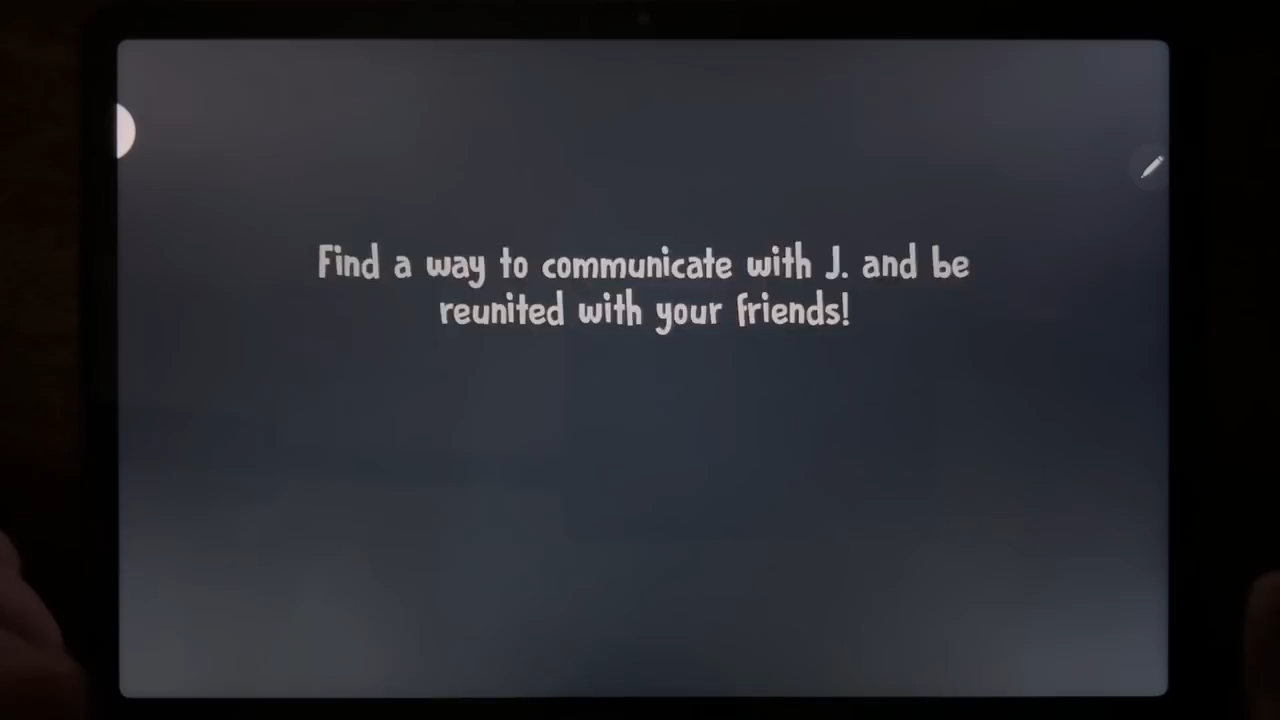 Find a way to communicate with J. and be
reunited with your friends!